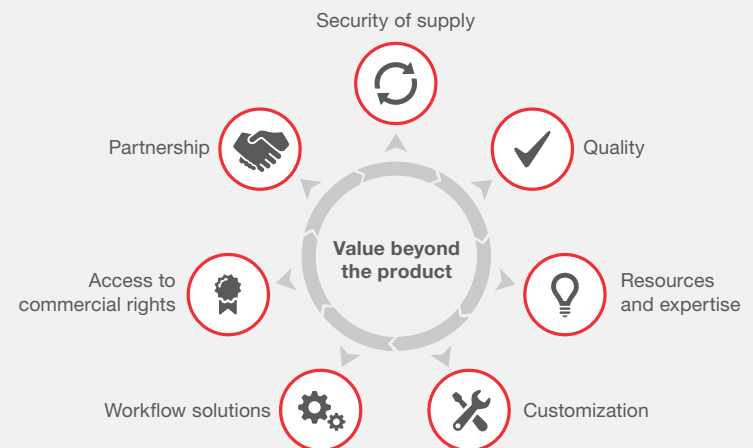 Security of supply
Partnership
Quality
Value beyond
the product
Access to
commercial rights
Resources
and expertise
Workflow solutions
Customization